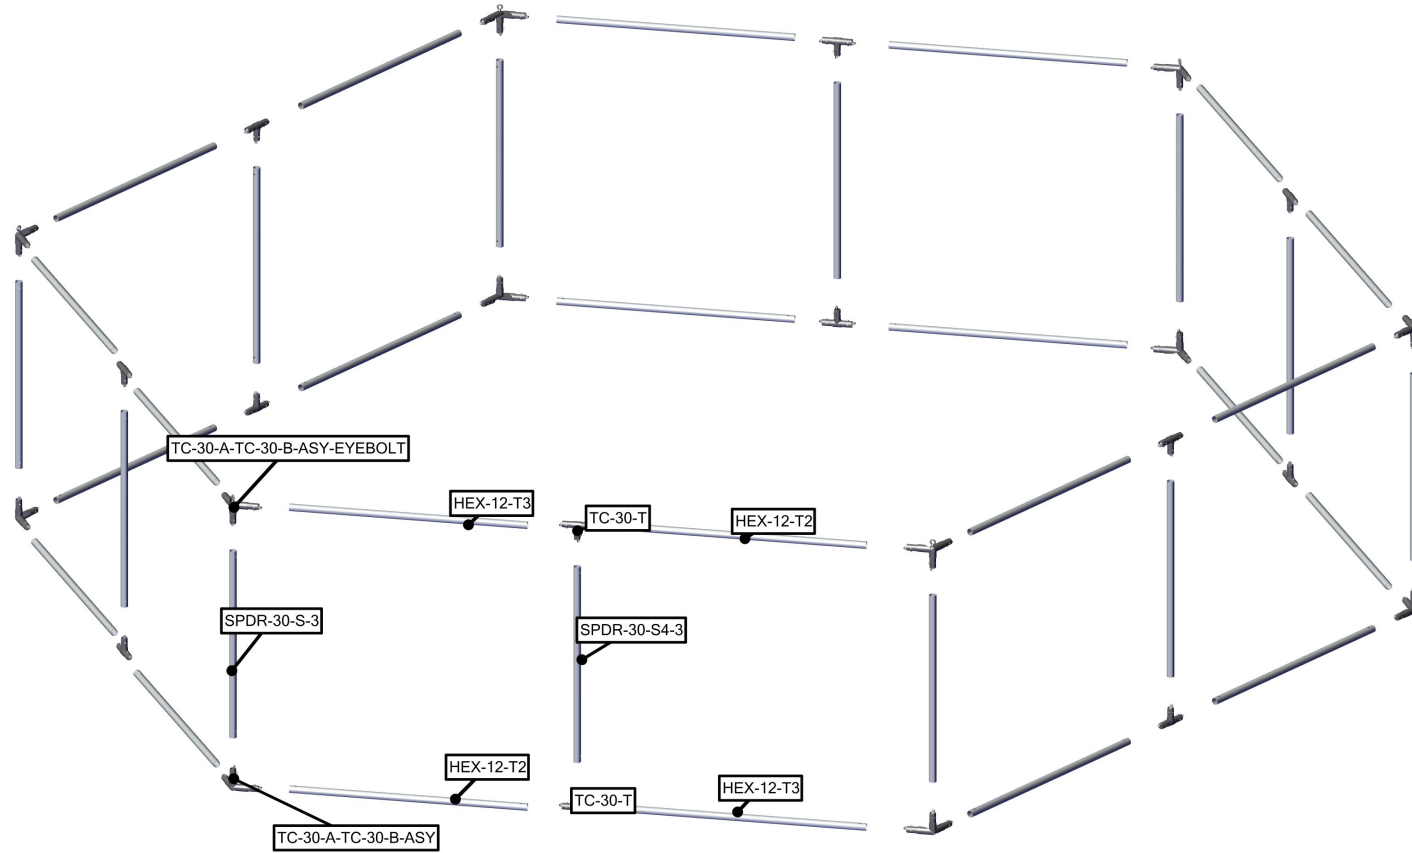 TC-30-A-TC-30-B-ASY-EYEBOLT
HEX-12-T3
TC-30-T
HEX-12-T2
SPDR-30-S-3
SPDR-30-S4-3
HEX-12-T2
TC-30-T
HEX-12-T3
TC-30-A-TC-30-B-ASY